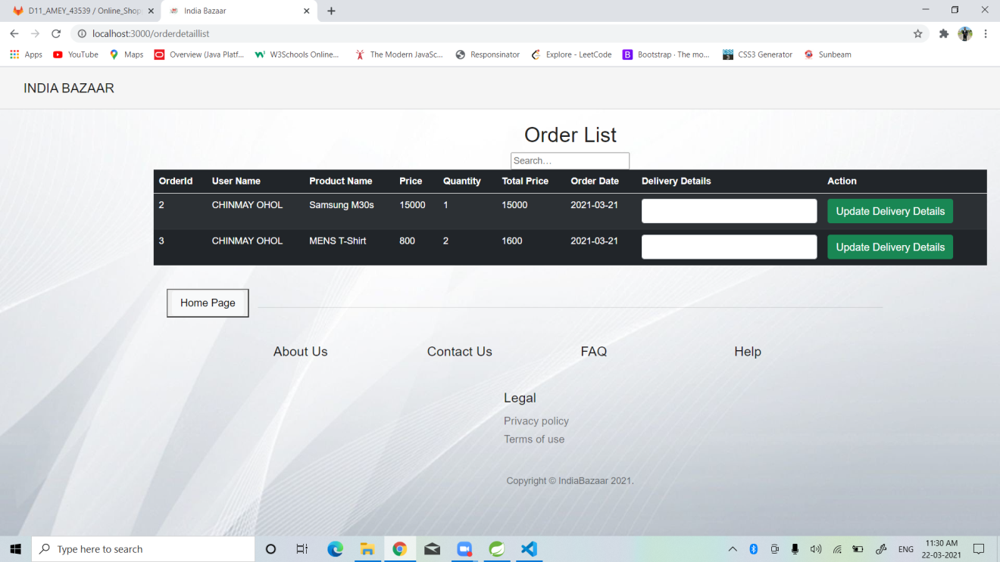 D11_AMEY_43539 / Online_Shop
India Bazaar
localhost:3000/orderdetaillist
Apps YouTube Maps Overview (Java Platf... W3Schools Online... The Modern JavaSc... Responsinator Explore - LeetCode Bootstrap · The mo... CSS3 Generator Sunbeam
INDIA BAZAAR
Order List
Search...
OrderId User Name Product Name Price Quantity Total Price Order Date Delivery Details Action
2 CHINMAY OHOL Samsung M30s 15000 1 15000 2021-03-21 Update Delivery Details
3 CHINMAY OHOL MENS T-Shirt 800 2 1600 2021-03-21 Update Delivery Details
Home Page
About Us Contact Us FAQ Help
Legal
Privacy policy
Terms of use
Copyright © IndiaBazaar 2021.
Type here to search
ENG
11:30 AM
22-03-2021